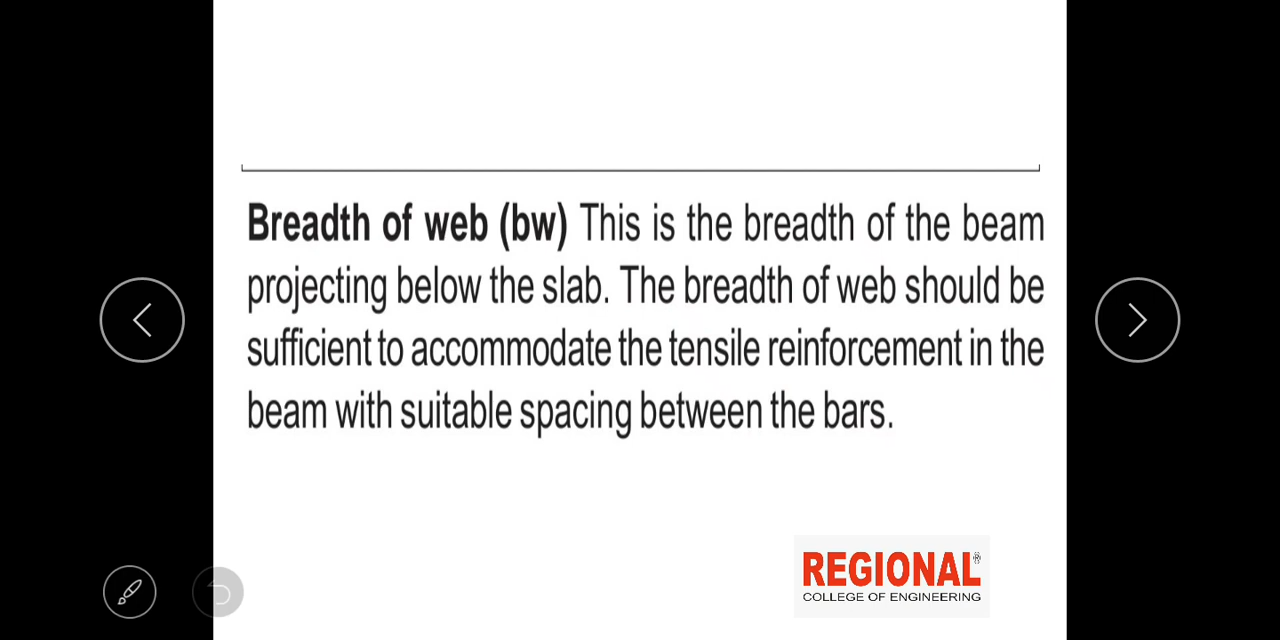 Breadth of web (bw) This is the breadth of the beam
projecting below the slab. The breadth of web should be
sufficient to accommodate the tensile reinforcement in the
beam with suitable spacing between the bars.
REGIONAL®
COLLEGE OF ENGINEERING